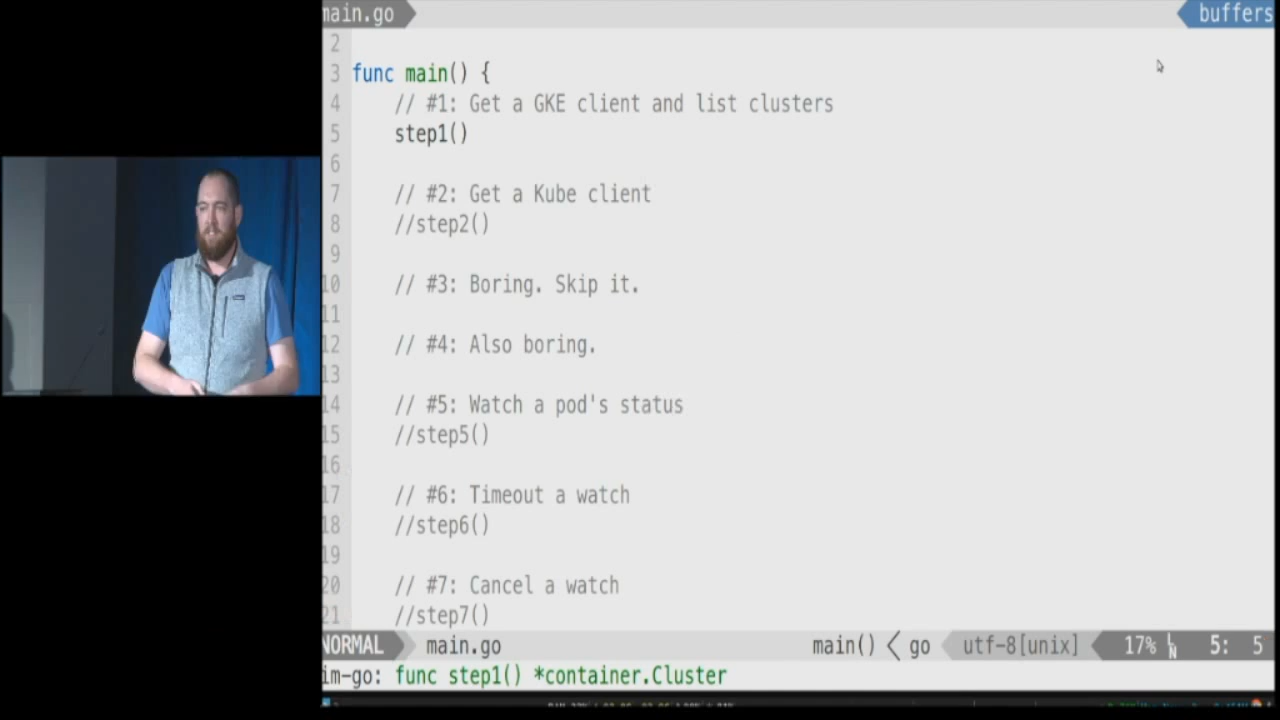 main.go
buffers
2
3 func main() {
4 // #1: Get a GKE client and list clusters
5 step1()
6
7 // #2: Get a Kube client
8 //step2()
9
10 // #3: Boring. Skip it.
11
12 // #4: Also boring.
13
14 // #5: Watch a pod's status
15 //step5()
16
17 // #6: Timeout a watch
18 //step6()
19
20 // #7: Cancel a watch
21 //step7()
NORMAL main.go main() go utf-8[unix] 17% LN 5: 5
im-go: func step1() *container.Cluster